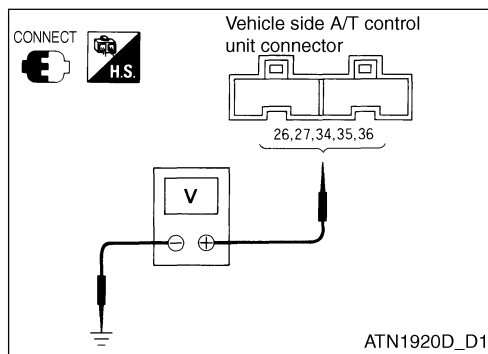 CONNECT
H.S.
Vehicle side A/T control
unit connector
26,27,34,35,36
V
− +
ATN1920D_D1